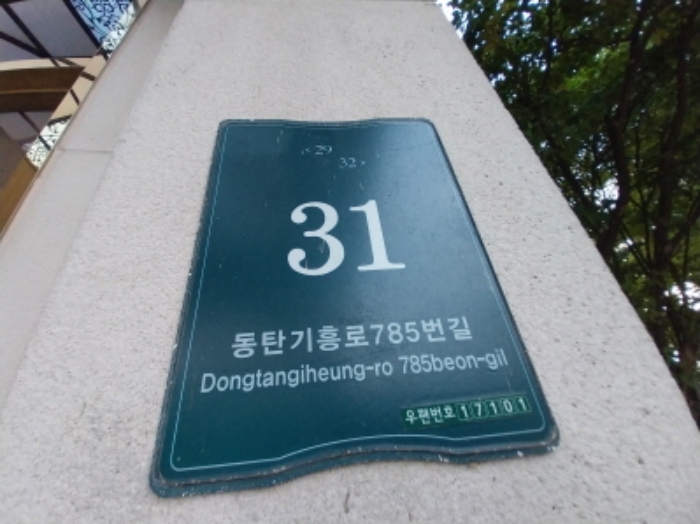 <29
32>
31
동탄기흥로785번길
Dongtangiheung-ro 785beon-gil
우편번호 17101